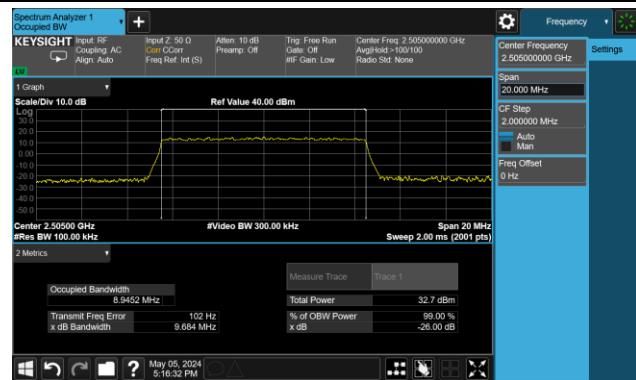 Spectrum Analyzer 1
Occupied BW
Frequency
KEYSIGHT
Input: RF
Coupling: AC
Align: Auto
Input Z: 50 Ω
Corr CCorr
Freq Ref: Int (S)
Atten: 10 dB
Preamp: Off
Trig: Free Run
Gate: Off
#IF Gain: Low
Center Freq: 2.505000000 GHz
Avg|Hold:>100/100
Radio Std: None
Center Frequency
2.505000000 GHz
Settings
Span
20.000 MHz
CF Step
2.000000 MHz
Auto
Man
Freq Offset
0 Hz
1 Graph
Scale/Div 10.0 dB
Ref Value 40.00 dBm
Log
30.0
20.0
10.0
0.00
-10.0
-20.0
-30.0
-40.0
-50.0
Center 2.50500 GHz
#Video BW 300.00 kHz
Span 20 MHz
#Res BW 100.00 kHz
Sweep 2.00 ms (2001 pts)
2 Metrics
Measure Trace
Trace 1
Occupied Bandwidth
8.9452 MHz
Total Power
32.7 dBm
Transmit Freq Error
102 Hz
% of OBW Power
99.00 %
x dB Bandwidth
9.684 MHz
x dB
-26.00 dB
May 05, 2024
5:16:32 PM